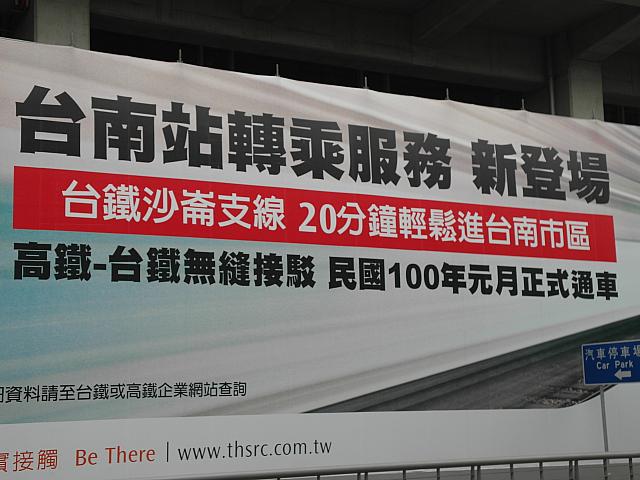 台南站轉乘服務 新登場
台鐵沙崙支線 20分鐘輕鬆進台南市區
高鐵-台鐵無縫接駁 民國100年元月正式通車
汽車停車場
Car Park
資料請至台鐵或高鐵企業網站查詢
接觸 Be There | www.thsrc.com.tw